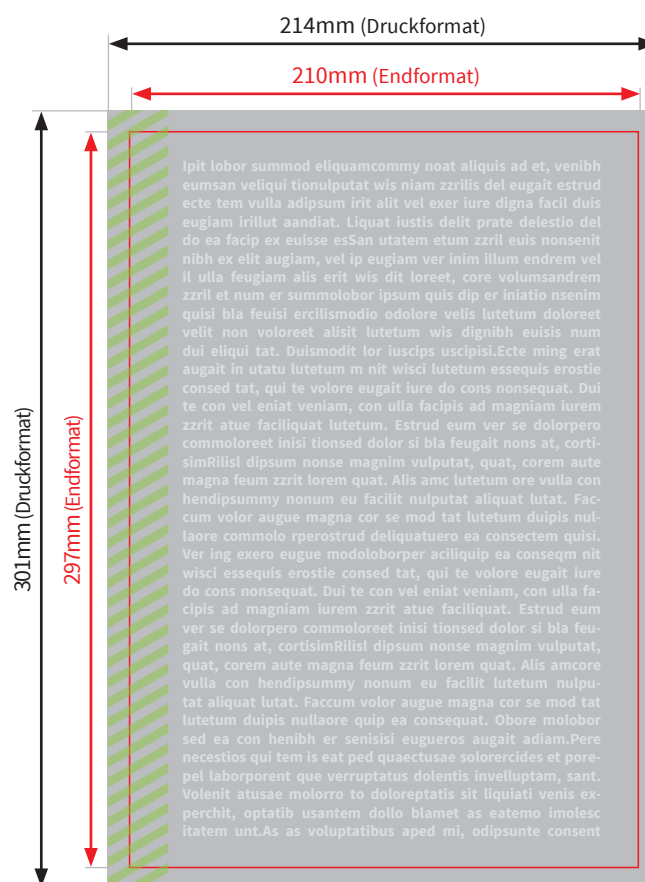 214mm (Druckformat)
210mm (Endformat)
301mm (Druckformat)
297mm (Endformat)
Ipit lobor summod eliquamcommy noat aliquis ad et, venibh
eumsan veliqui tionulputat wis niam zzrilis del eugait estrud
ecte tem vulla adipsum irit alit vel exer iure digna facil duis
eugiam irillut aandiat. Liquat iustis delit prate delestio del
do ea facip ex euisse esSan utatem etum zzril euis nonsenit
nibh ex elit augiam, vel ip eugiam ver inim illum endrem vel
il ulla feugiam alis erit wis dit loreet, core volumsandrem
zzril et num er summolobor ipsum quis dip er iniatio nsenim
quisi bla feuisi ercilismodio odolore velis lutetum doloreet
velit non voloreet alisit lutetum wis dignibh euisis num
dui eliqui tat. Duismodit lor iuscips uscipisi.Ecte ming erat
augait in utatu lutetum m nit wisci lutetum essequis erostie
consed tat, qui te volore eugait iure do cons nonsequat. Dui
te con vel eniat veniam, con ulla facipis ad magniam iurem
zzrit atue faciliquat lutetum. Estrud eum ver se dolorpero
commoloreet inisi tionsed dolor si bla feugait nons at, corti-
simRilisl dipsum nonse magnim vulputat, quat, corem aute
magna feum zzrit lorem quat. Alis amc lutetumore vulla con
hendipsummy nonum eu facilit nulputat aliquat lutat. Fac-
cum volor augue magna cor se mod tat lutetum duipis nul-
laore commolo rperostrud deliquatuero ea consectem quisi.
Ver ing exero eugue modoloborper aciliquip eo conseqm nit
wisci essequis erostie consed tat, qui te volore eugait iure
do cons nonsequat. Dui te con vel eniat veniam, con ulla fa-
cipis ad magniam iurem zzrit atue faciliquat. Estrud eum
ver se dolorpero commoloreet inisi tionsed dolor si bla feu-
gait nons at, cortisimRilisl dipsum nonse magnim vulputat,
quat, corem aute magna feum zzrit lorem quat. Alis amcore
vulla con hendipsummy nonum eu facilit lutetum nulpu-
tat aliquat lutat. Faccum volor augue magna cor se mod tat
lutetum duipis nullaore quip ea consequat. Obore molobor
sed ea con henibh er senisisi eugueros augait adiam.Pere
necestios qui tem is eat ped quaectusae solorercides et pore-
pel laborporent que verruptatus dolentis invelluptam, sant.
Volenit atusae molorro to doloreptatis sit liquiati venis ex-
perchit, optatib usantem dollo blamet as eatemo imolesc
itatem unt.As as voluptatibus aped mi, odipsunte consent